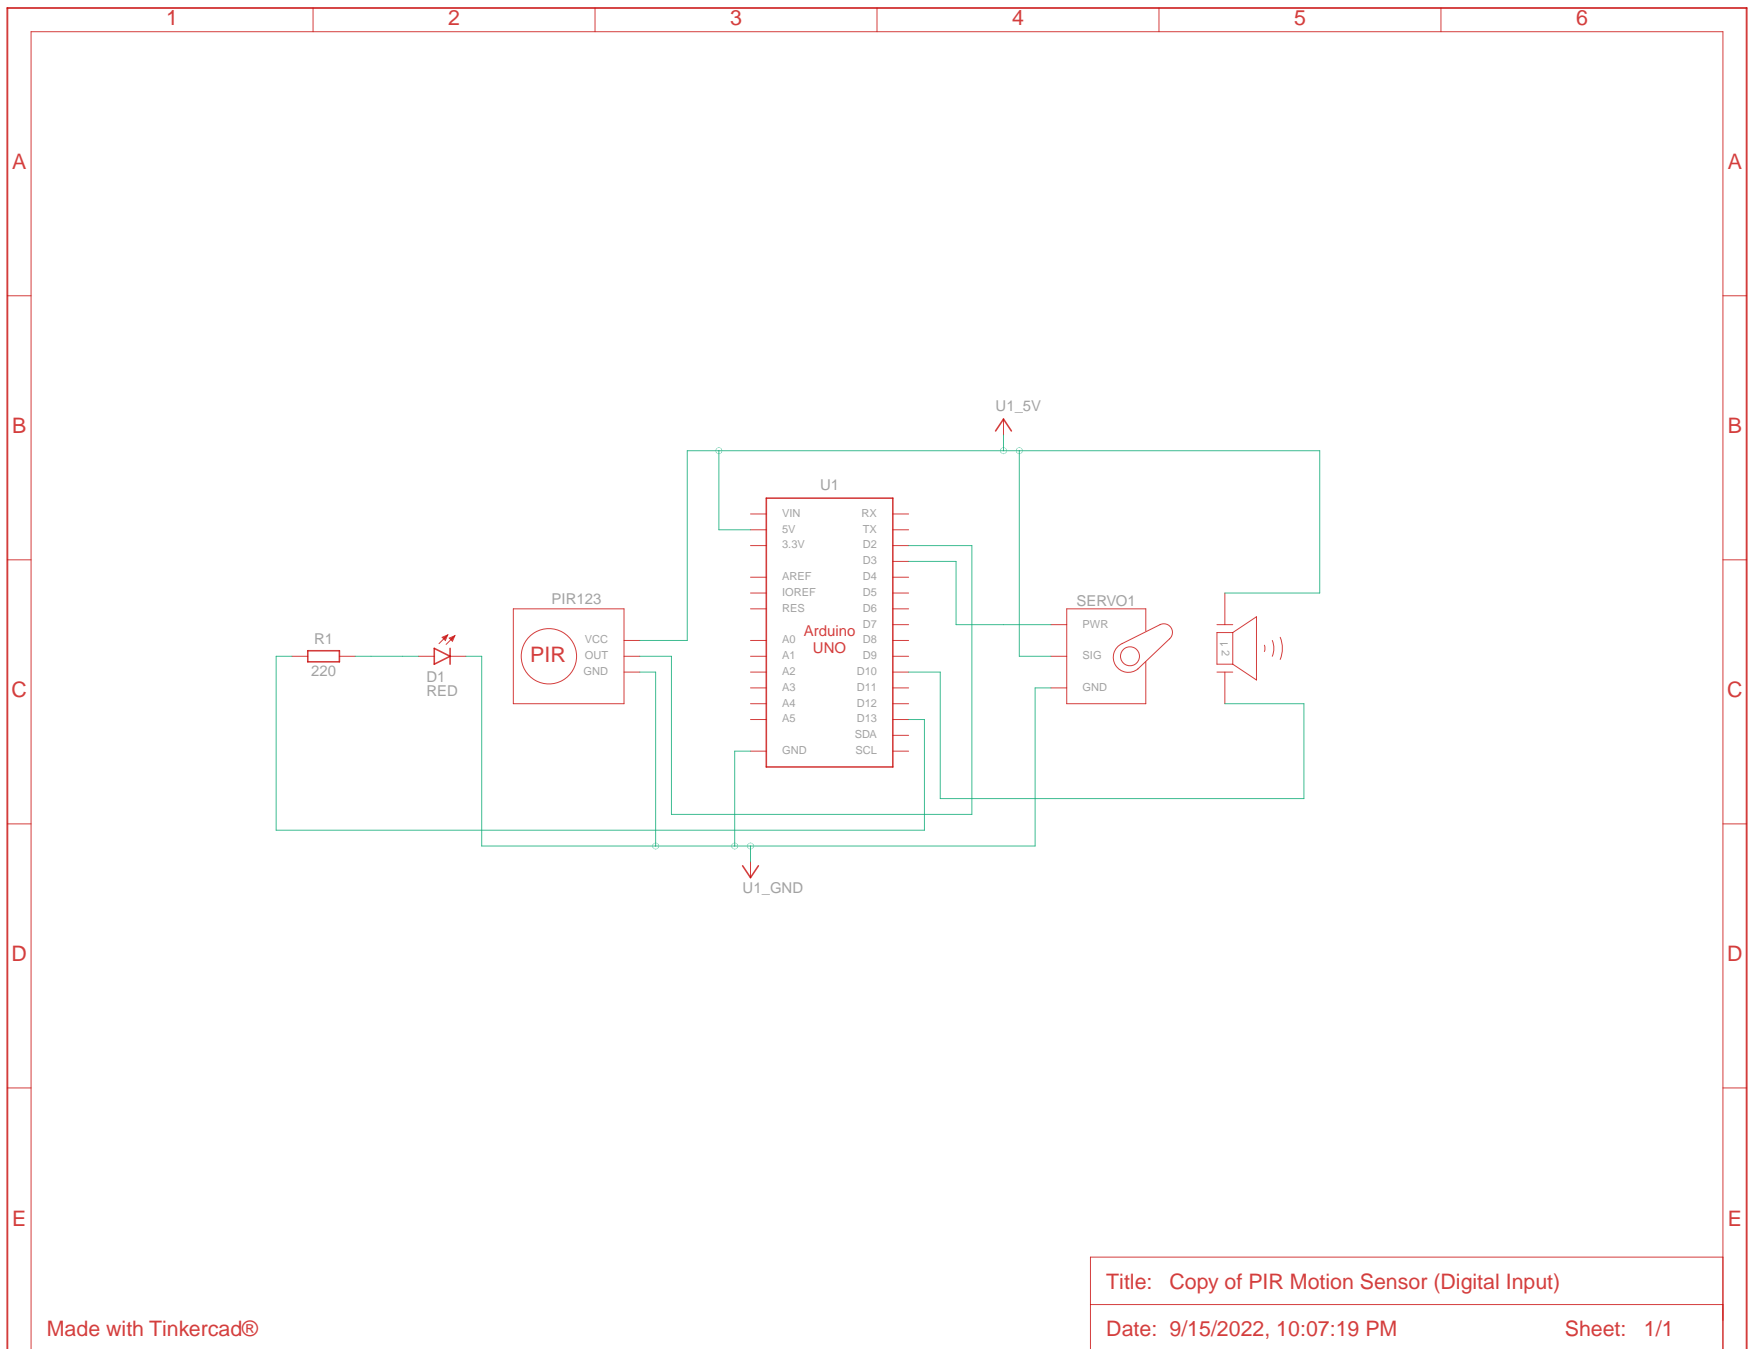 1 2 3 4 5 6
A A
U1_5V
B B
U1
VIN RX
5V TX
3.3V D2
D3
AREF D4
IOREF D5
RES D6
D7
A0 D8
A1 D9
A2 D10
A3 D11
A4 D12
A5 D13
SDA
GND SCL
Arduino
UNO
PIR123
PIR
VCC
OUT
GND
R1
220
D1
RED
SERVO1
PWR
SIG
GND
1 2
C C
U1_GND
D D
E E
Title: Copy of PIR Motion Sensor (Digital Input)
Made with Tinkercad®
Date: 9/15/2022, 10:07:19 PM Sheet: 1/1